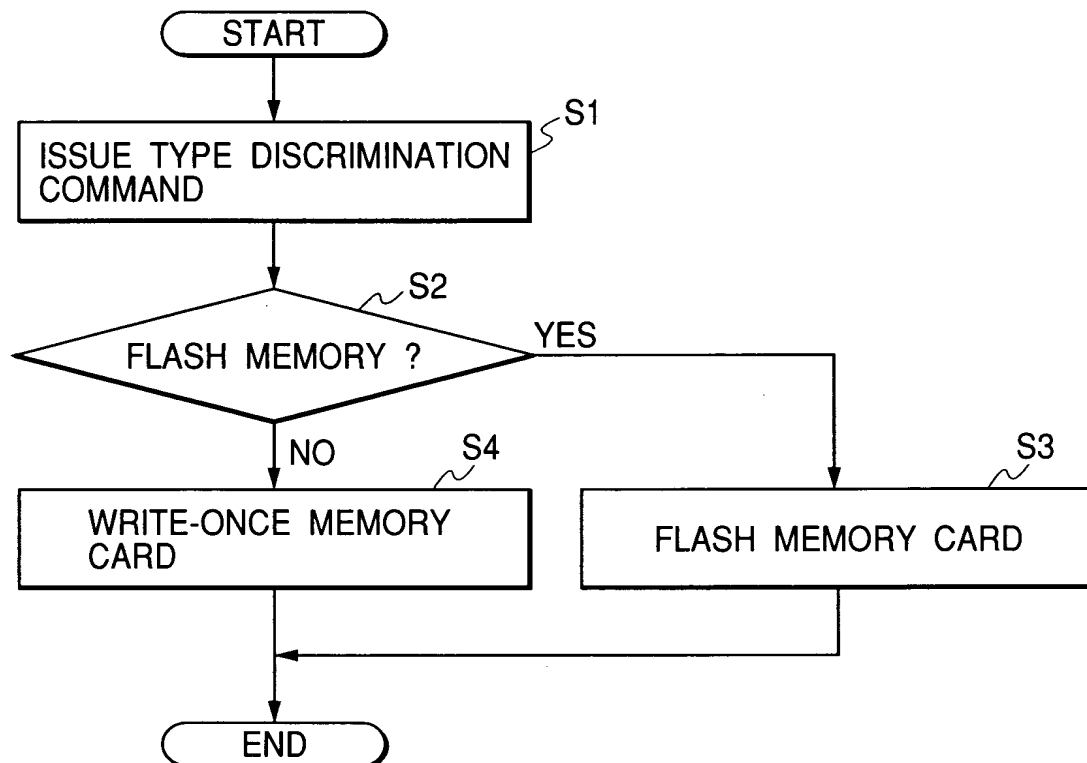 START
S1
ISSUE TYPE DISCRIMINATION
COMMAND
S2
FLASH MEMORY ?
YES
NO
S4
S3
WRITE-ONCE MEMORY
CARD
FLASH MEMORY CARD
END